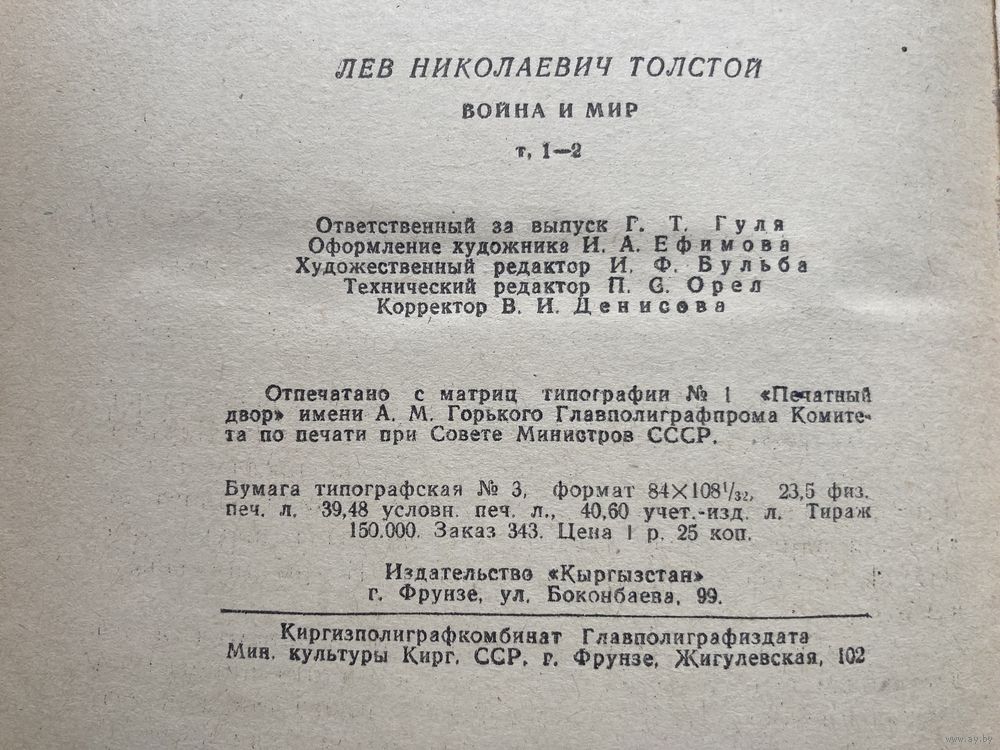 ЛЕВ НИКОЛАЕВИЧ ТОЛСТОЙ
ВОЙНА И МИР
т. 1—2
Ответственный за выпуск Г. Т. Гуля
Оформление художника И. А. Ефимова
Художественный редактор И. Ф. Бульба
Технический редактор П. С. Орел
Корректор В. И. Денисова
Отпечатано с матриц типографии № 1 «Печатный
двор» имени А. М. Горького Главполиграфпрома Комите-
та по печати при Совете Министров СССР.
Бумага типографская № 3, формат 84×108¹/₃₂, 23,5 физ.
печ. л. 39,48 условн. печ. л., 40,60 учет.-изд. л. Тираж
150.000. Заказ 343. Цена 1 р. 25 коп.
Издательство «Кыргызстан»
г. Фрунзе, ул. Боконбаева, 99.
Киргизполиграфкомбинат Главполиграфиздата
Мин. культуры Кирг. ССР, г. Фрунзе, Жигулевская, 102
www.ay.by